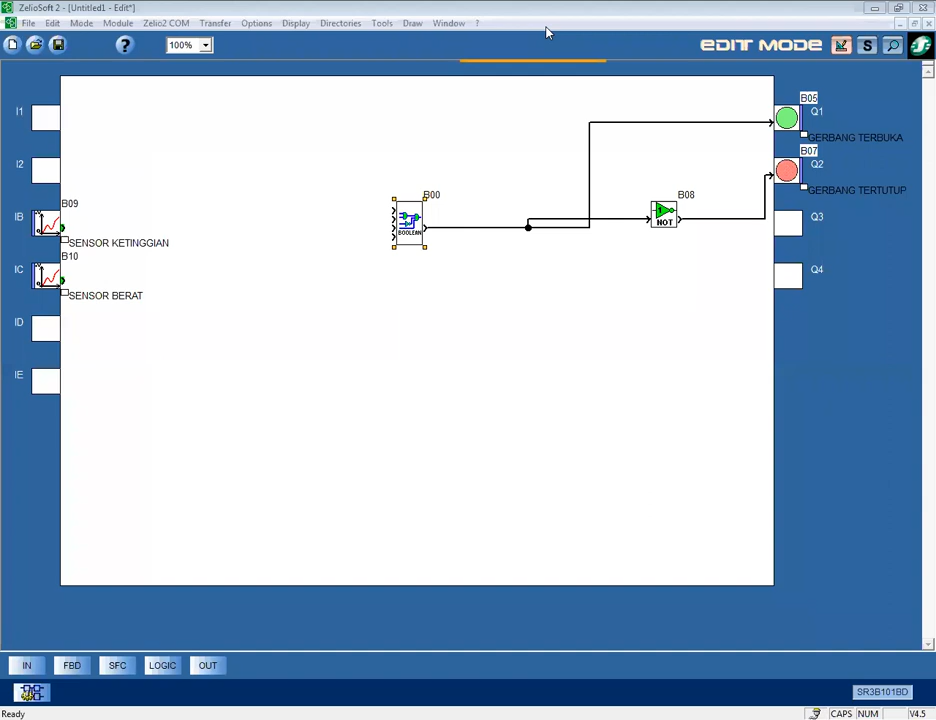 ZelioSoft 2 - [Untitled1 - Edit*]
File Edit Mode Module Zelio2 COM Transfer Options Display Directories Tools Draw Window ?
? 100% EDIT MODE S
I1
I2
IB
IC
ID
IE
B09
SENSOR KETINGGIAN
B10
SENSOR BERAT
B00
BOOLEAN
B08
NOT
B05
Q1
GERBANG TERBUKA
B07
Q2
GERBANG TERTUTUP
Q3
Q4
IN FBD SFC LOGIC OUT
SR3B101BD
Ready CAPS NUM V4.5